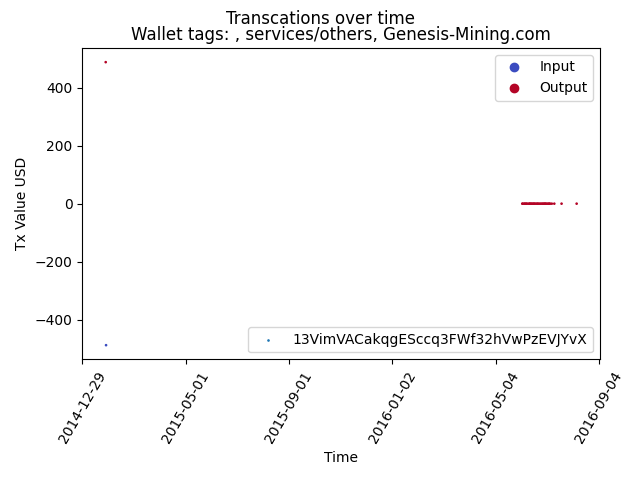 Transcations over time
Wallet tags: , services/others, Genesis-Mining.com
Input
Output
400
200
0
−200
−400
Tx Value USD
13VimVACakqgESccq3FWf32hVwPzEVJYvX
2014-12-29
2015-05-01
2015-09-01
2016-01-02
2016-05-04
2016-09-04
Time